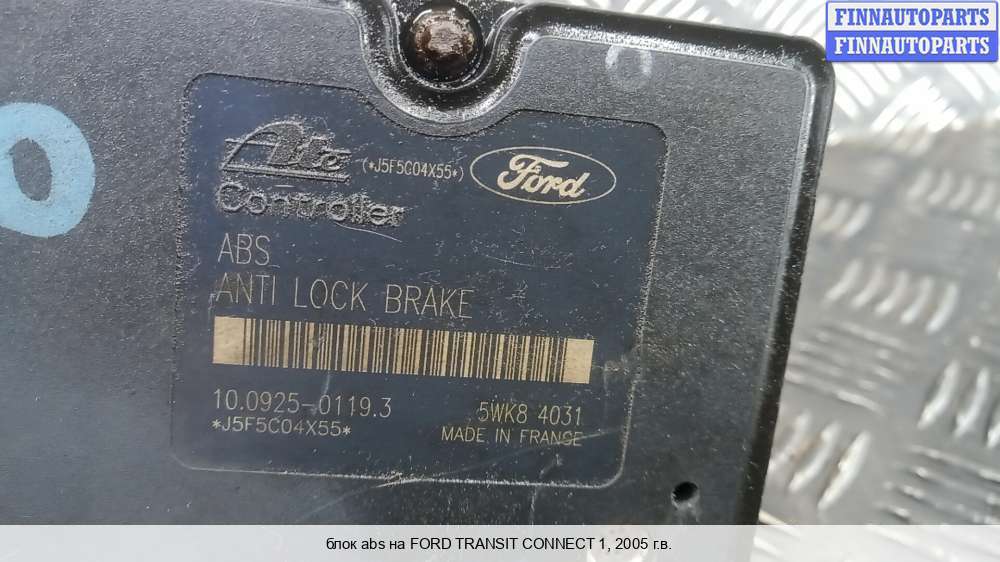 FINNAUTOPARTS
FINNAUTOPARTS
Ate
(*J5F5C04X55*)
Ford
Controller
ABS
ANTI LOCK BRAKE
10.0925-0119.3
5WK8 4031
*J5F5C04X55*
MADE IN FRANCE
блок abs на FORD TRANSIT CONNECT 1, 2005 г.в.